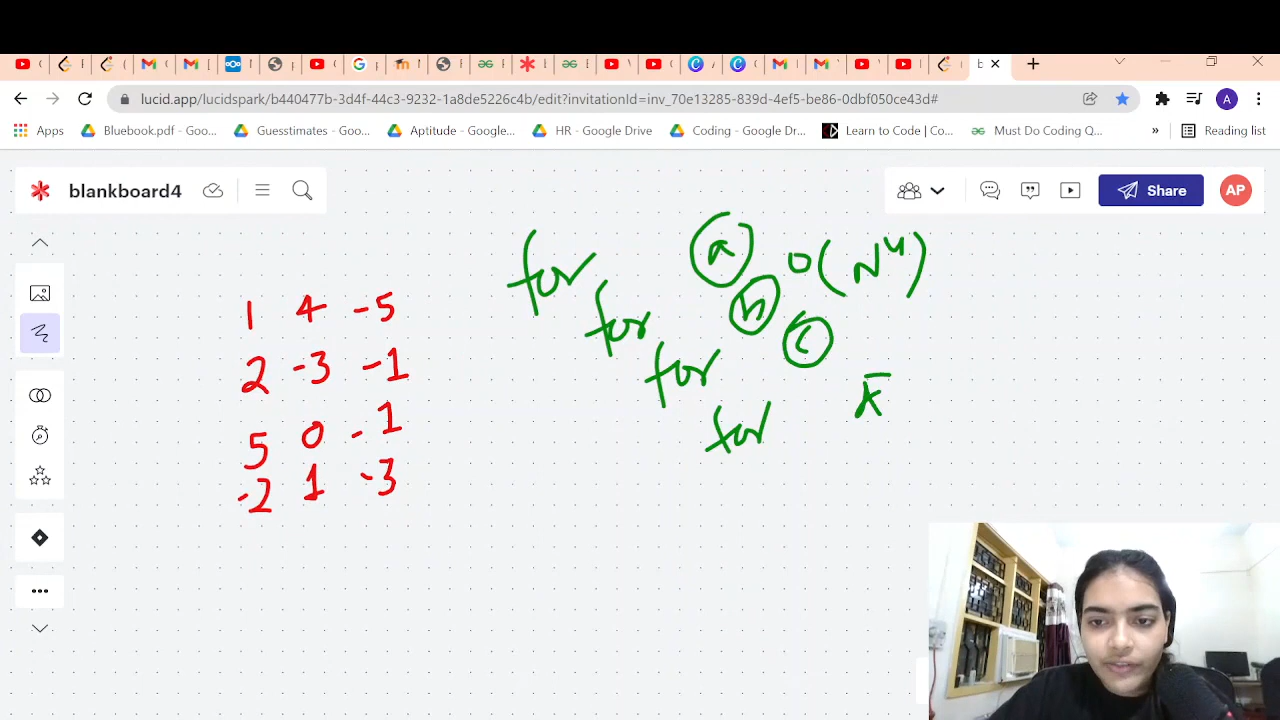 lucid.app/lucidspark/b440477b-3d4f-44c3-9232-1a8de5226c4b/edit?invitationId=inv_70e13285-839d-4ef5-be86-0dbf050ce43d#
A
Apps
Bluebook.pdf - Goo...
Guesstimates - Goo...
Aptitude - Google...
HR - Google Drive
Coding - Google Dr...
Learn to Code | Co...
Must Do Coding Q...
»
Reading list
blankboard4
Share
AP
for a O(N4)
for b
for c
for k
1 4 -5
2 -3 -1
5 0 -1
-2 1 -3